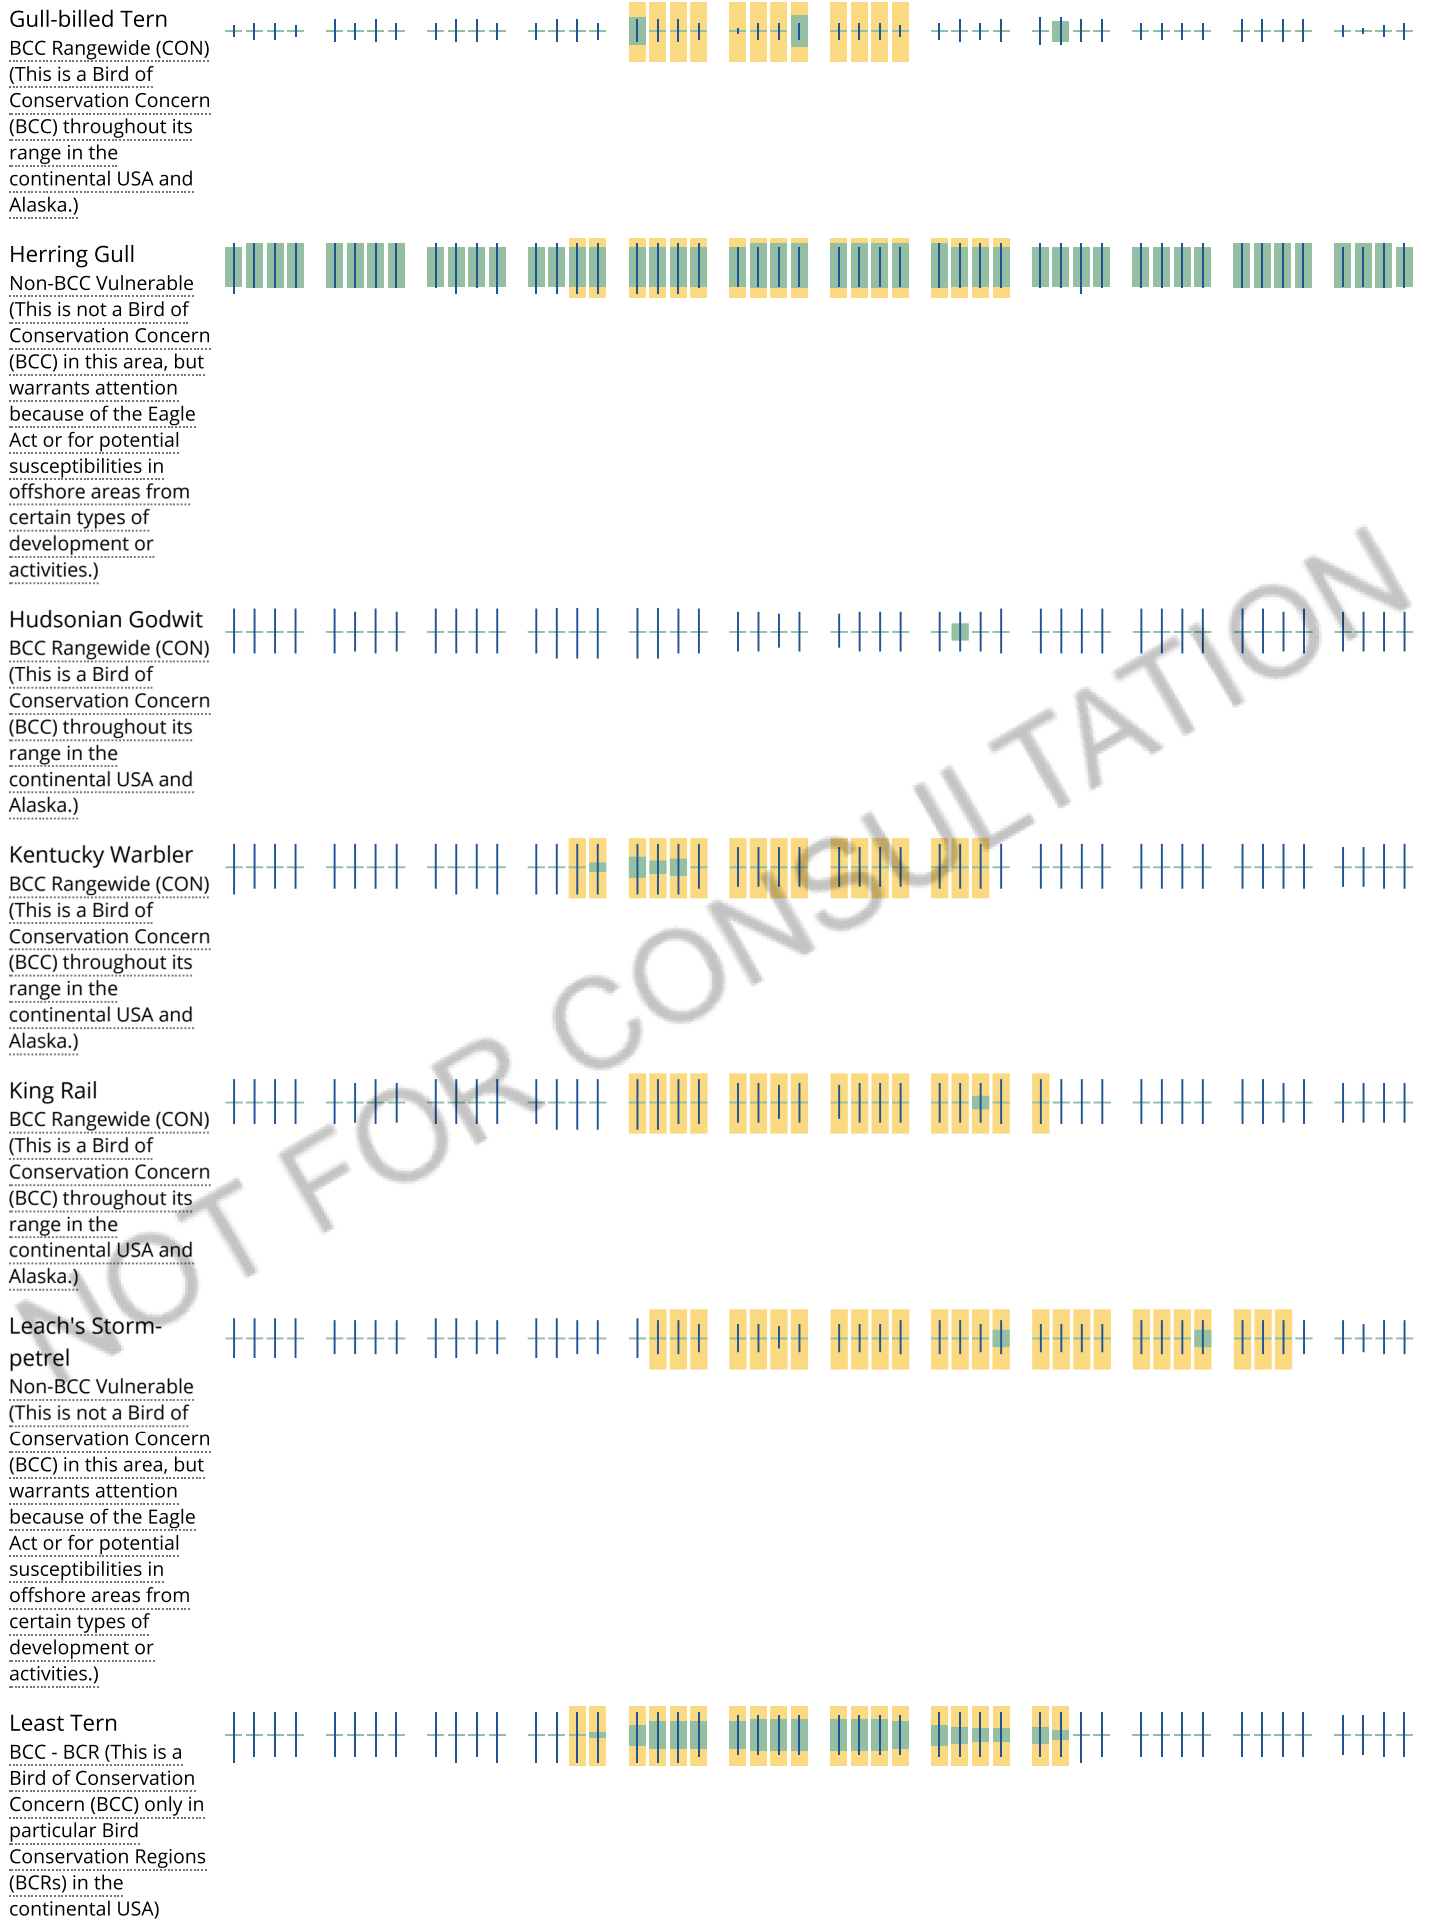 Gull-billed Tern
BCC Rangewide (CON)
(This is a Bird of
Conservation Concern
(BCC) throughout its
range in the
continental USA and
Alaska.)
Herring Gull
Non-BCC Vulnerable
(This is not a Bird of
Conservation Concern
(BCC) in this area, but
warrants attention
because of the Eagle
Act or for potential
susceptibilities in
offshore areas from
certain types of
development or
activities.)
Hudsonian Godwit
BCC Rangewide (CON)
(This is a Bird of
Conservation Concern
(BCC) throughout its
range in the
continental USA and
Alaska.)
Kentucky Warbler
BCC Rangewide (CON)
(This is a Bird of
Conservation Concern
(BCC) throughout its
range in the
continental USA and
Alaska.)
King Rail
BCC Rangewide (CON)
(This is a Bird of
Conservation Concern
(BCC) throughout its
range in the
continental USA and
Alaska.)
Leach's Storm-
petrel
Non-BCC Vulnerable
(This is not a Bird of
Conservation Concern
(BCC) in this area, but
warrants attention
because of the Eagle
Act or for potential
susceptibilities in
offshore areas from
certain types of
development or
activities.)
Least Tern
BCC - BCR (This is a
Bird of Conservation
Concern (BCC) only in
particular Bird
Conservation Regions
(BCRs) in the
continental USA)
NOT FOR CONSULTATION